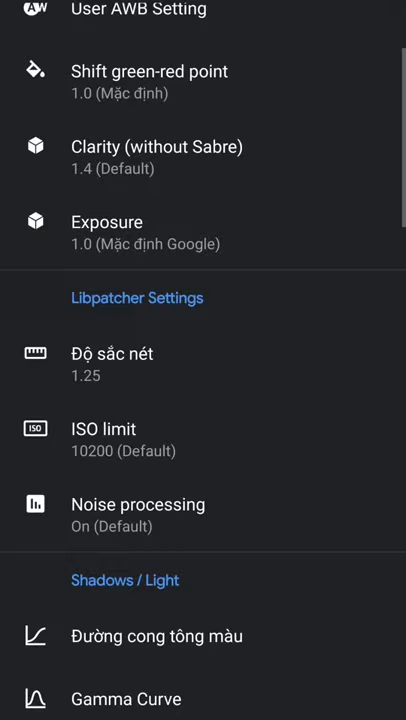 User AWB Setting
Shift green-red point
1.0 (Mặc định)
Clarity (without Sabre)
1.4 (Default)
Exposure
1.0 (Mặc định Google)
Libpatcher Settings
Độ sắc nét
1.25
ISO
ISO limit
10200 (Default)
Noise processing
On (Default)
Shadows / Light
Đường cong tông màu
Gamma Curve